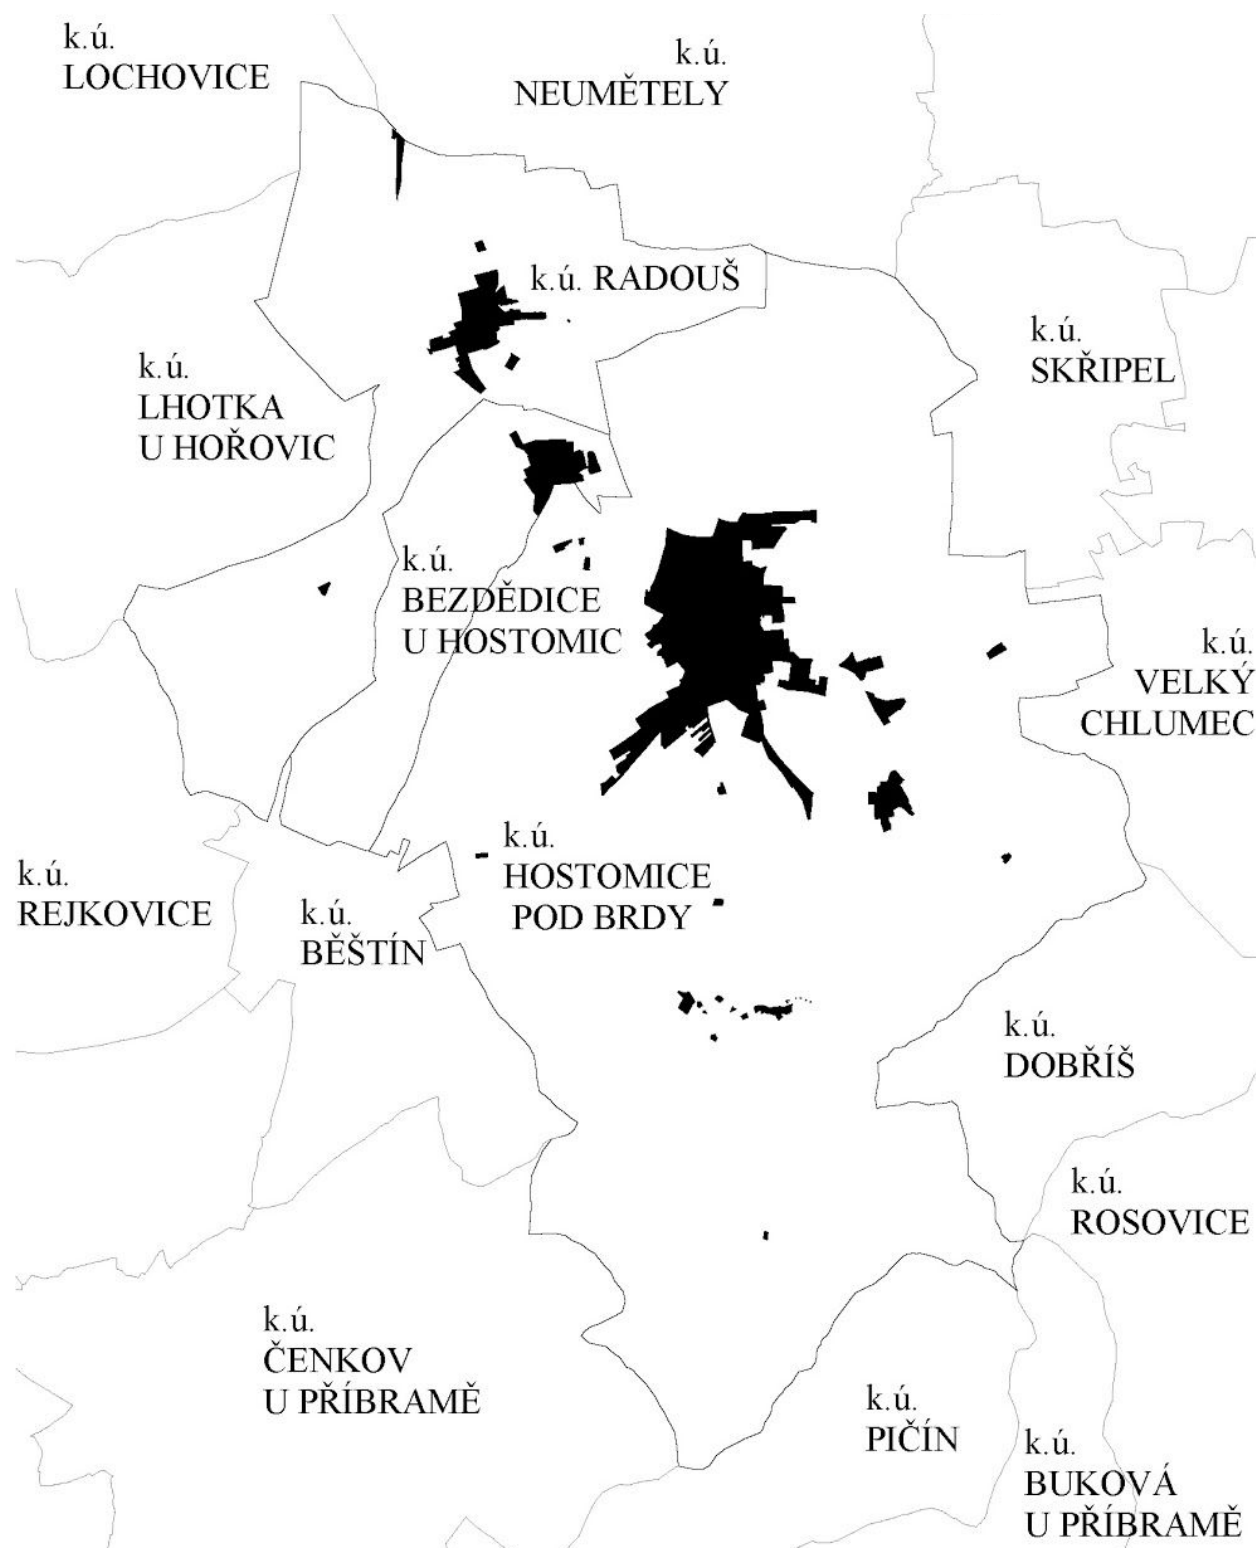 k.ú.
LOCHOVICE
k.ú.
NEUMĚTELY
k.ú. RADOUŠ
k.ú.
SKŘIPEL
k.ú.
LHOTKA
U HOŘOVIC
k.ú.
BEZDĚDICE
U HOSTOMIC
k.ú.
VELKÝ
CHLUMEC
k.ú.
HOSTOMICE
POD BRDY
k.ú.
REJKOVICE
k.ú.
BĚŠTÍN
k.ú.
DOBŘÍŠ
k.ú.
ROSOVICE
k.ú.
ČENKOV
U PŘÍBRAMĚ
k.ú.
PIČÍN
k.ú.
BUKOVÁ
U PŘÍBRAMĚ